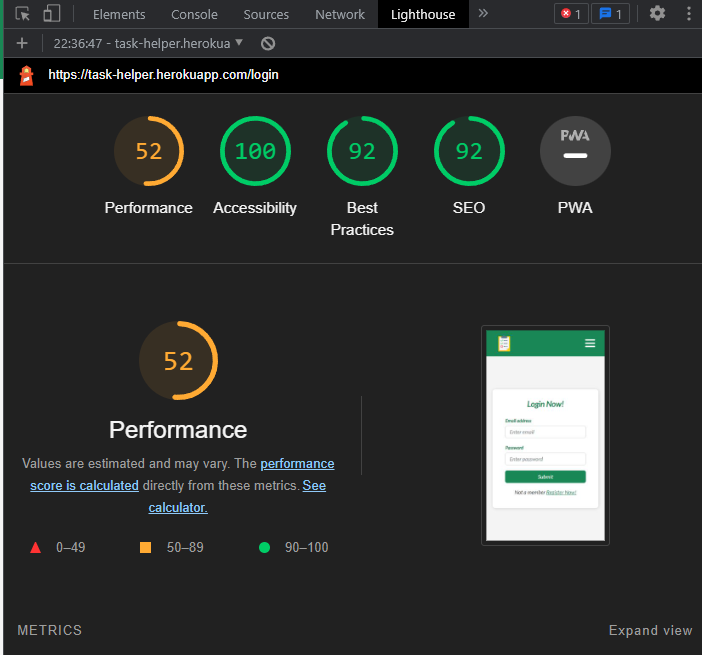 Elements Console Sources Network Lighthouse 1 1
22:36:47 - task-helper.herokua
https://task-helper.herokuapp.com/login
52 100 92 92 PWA
Performance Accessibility Best Practices SEO PWA
52
Performance
Values are estimated and may vary. The performance
score is calculated directly from these metrics. See
calculator.
0–49 50–89 90–100
Login Now!
Email address
Enter email
Password
Enter password
Submit
Not a member Register Now!
METRICS Expand view